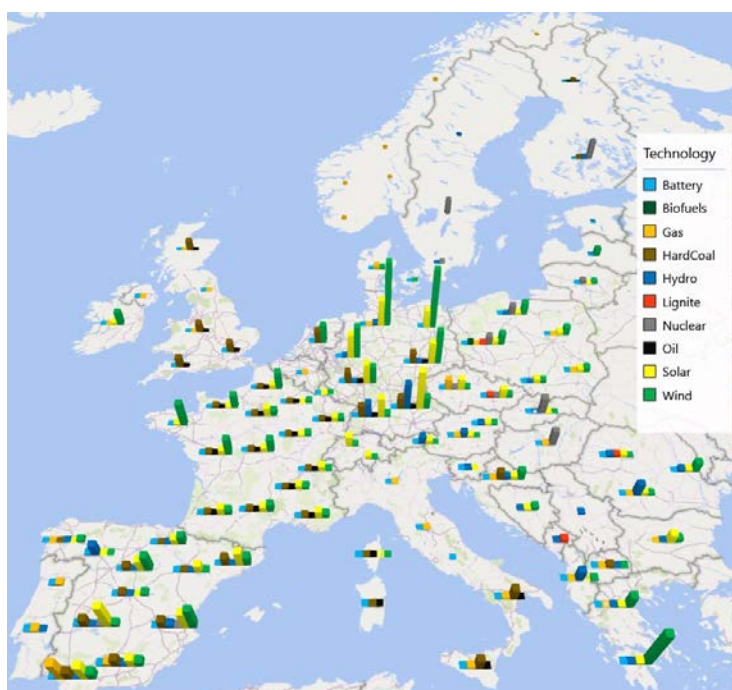 Technology
Battery
Biofuels
Gas
HardCoal
Hydro
Lignite
Nuclear
Oil
Solar
Wind